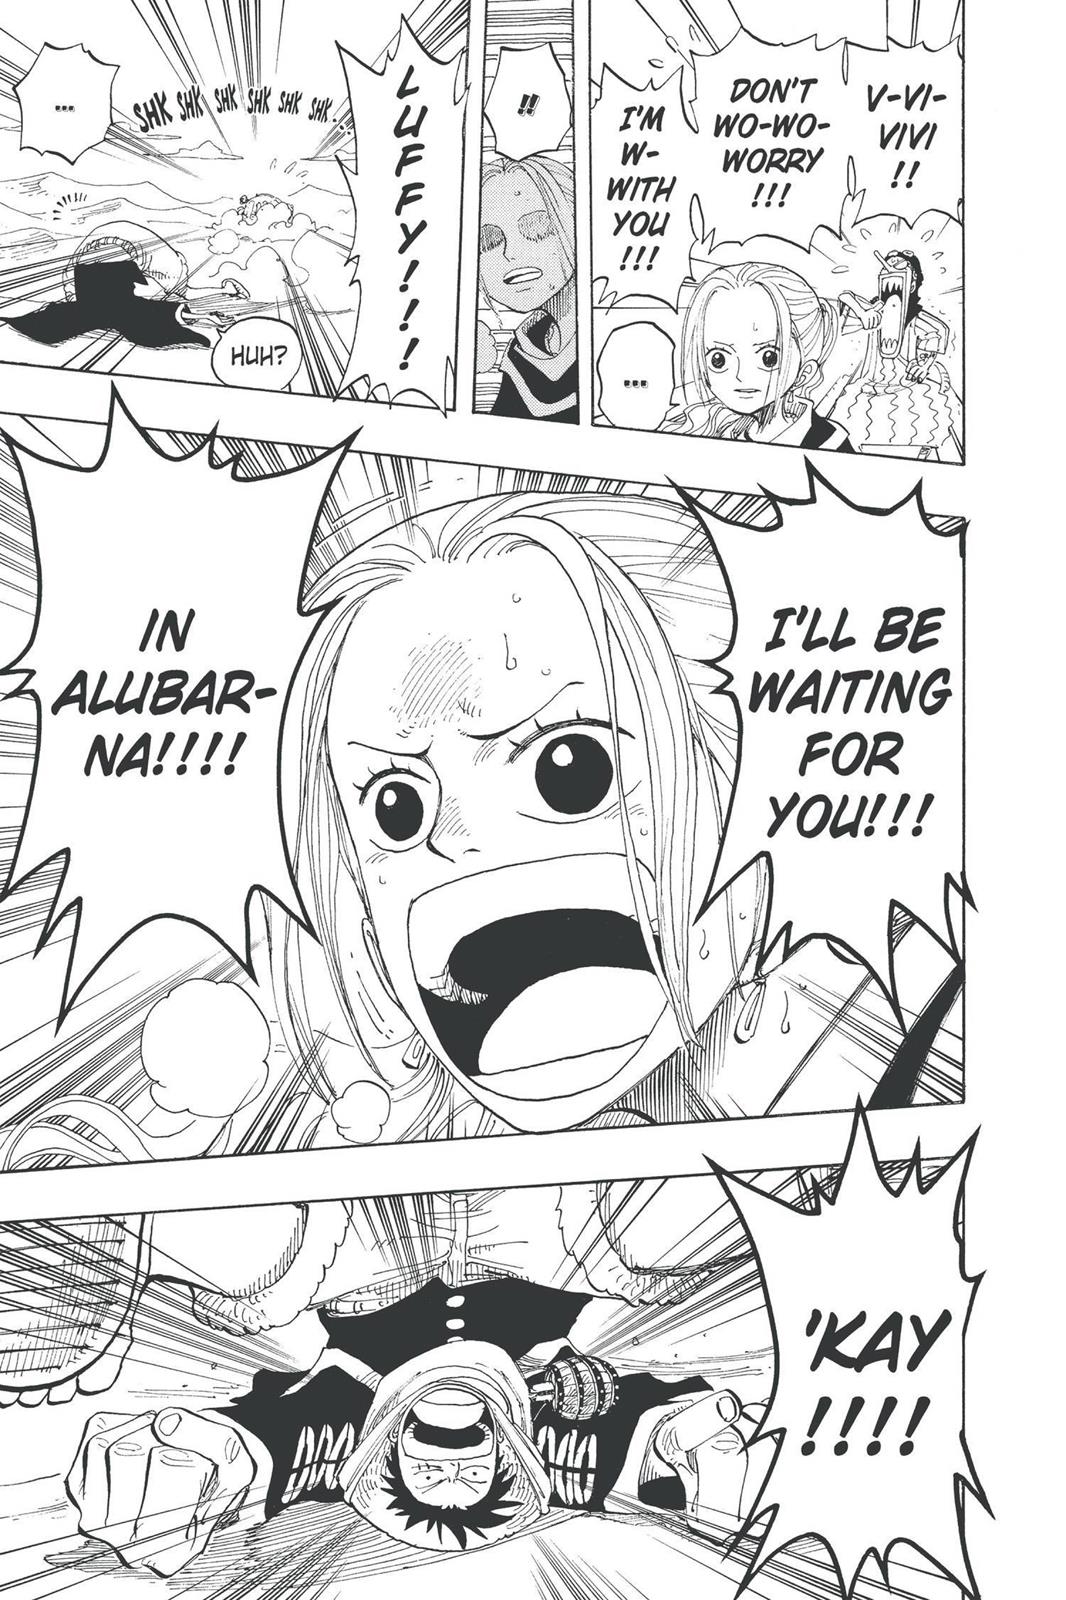 V-VI-
VIVI
!!
DON'T
WO-WO-
WORRY
!!!
I'M
W-
WITH
YOU
!!!
...
!!
LUFFY!!!
SHK SHK SHK SHK SHK SHK..
...
HUH?
I'LL BE
WAITING
FOR
YOU!!!
IN
ALUBAR-
NA!!!!
'KAY
!!!!